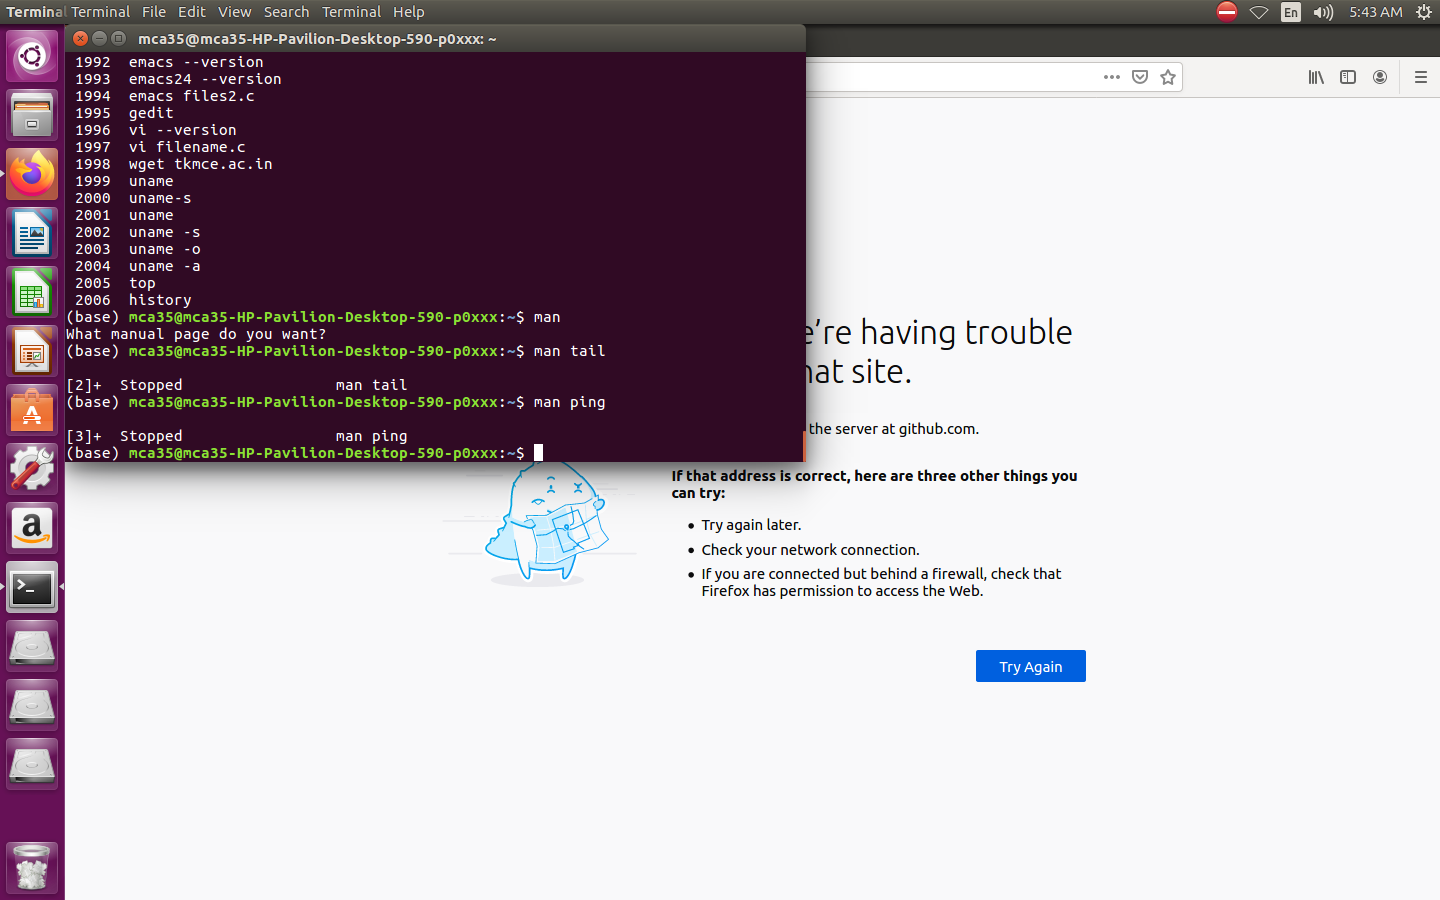 Terminal Terminal File Edit View Search Terminal Help
En
5:43 AM
mca35@mca35-HP-Pavilion-Desktop-590-p0xxx: ~
1992 emacs --version
1993 emacs24 --version
1994 emacs files2.c
1995 gedit
1996 vi --version
1997 vi filename.c
1998 wget tkmce.ac.in
1999 uname
2000 uname-s
2001 uname
2002 uname -s
2003 uname -o
2004 uname -a
2005 top
2006 history
(base) mca35@mca35-HP-Pavilion-Desktop-590-p0xxx:~$ man
What manual page do you want?
(base) mca35@mca35-HP-Pavilion-Desktop-590-p0xxx:~$ man tail
[2]+  Stopped                 man tail
(base) mca35@mca35-HP-Pavilion-Desktop-590-p0xxx:~$ man ping
[3]+  Stopped                 man ping
(base) mca35@mca35-HP-Pavilion-Desktop-590-p0xxx:~$
e’re having trouble
hat site.
the server at github.com.
If that address is correct, here are three other things you
can try:
Try again later.
Check your network connection.
If you are connected but behind a firewall, check that
Firefox has permission to access the Web.
Try Again